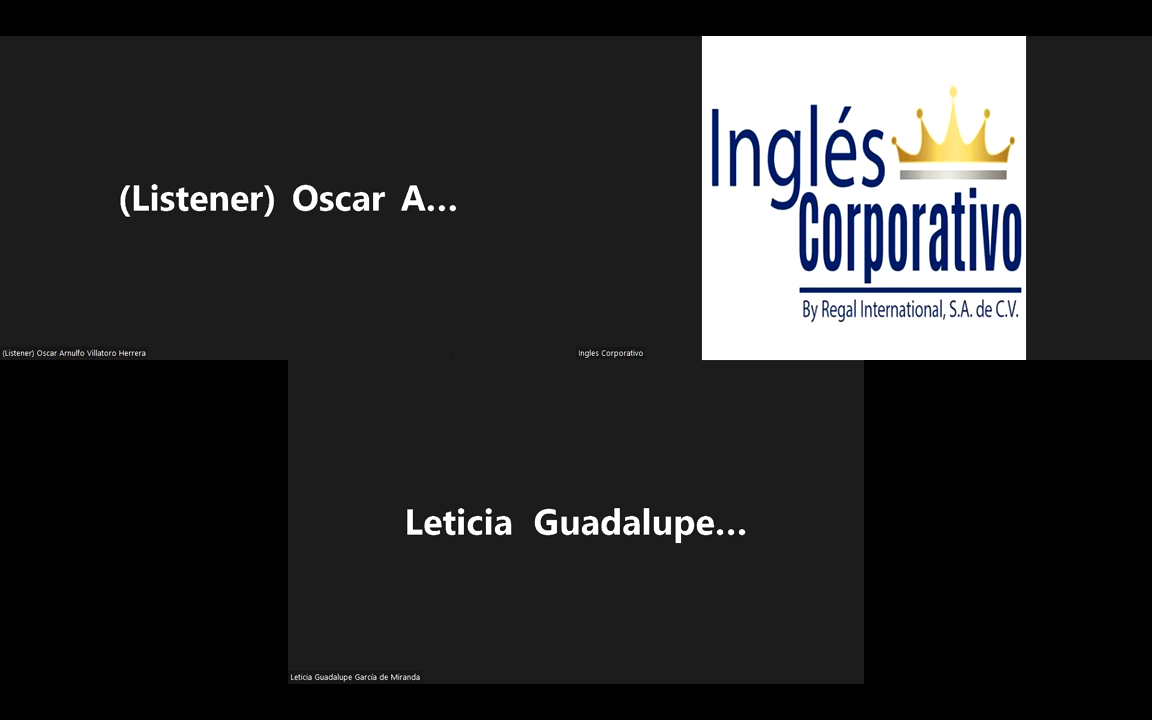 (Listener) Oscar A...
(Listener) Oscar Arnulfo Villatoro Herrera
Inglés
Corporativo
By Regal International, S.A. de C.V.
Ingles Corporativo
Leticia Guadalupe...
Leticia Guadalupe García de Miranda